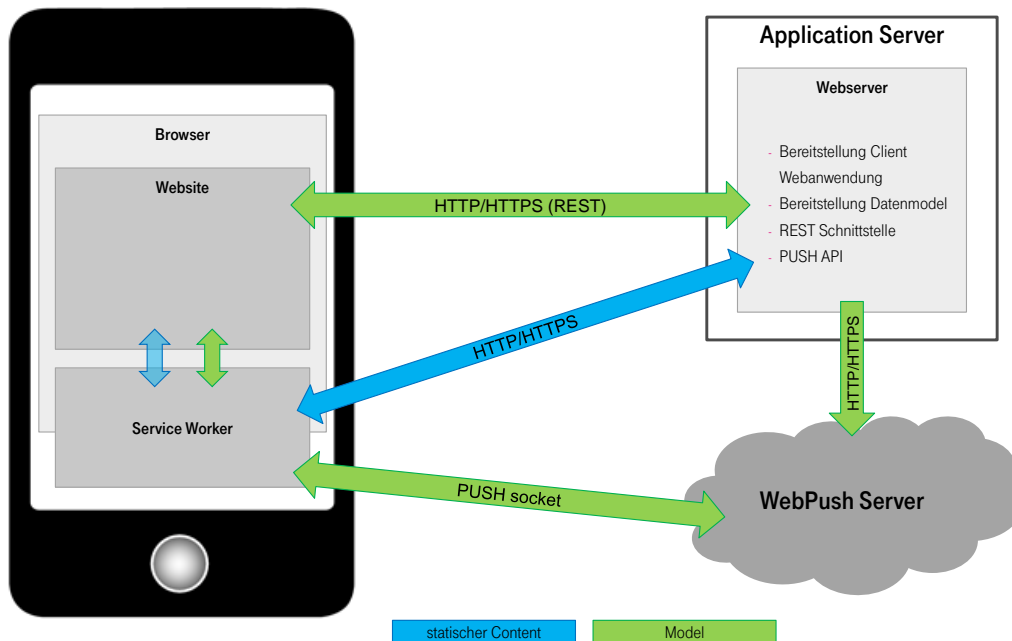 Application Server
Webserver
- Bereitstellung Client
Webanwendung
- Bereitstellung Datenmodel
- REST Schnittstelle
- PUSH API
Browser
Website
HTTP/HTTPS (REST)
HTTP/HTTPS
HTTP/HTTPS
Service Worker
PUSH socket
WebPush Server
statischer Content
Model